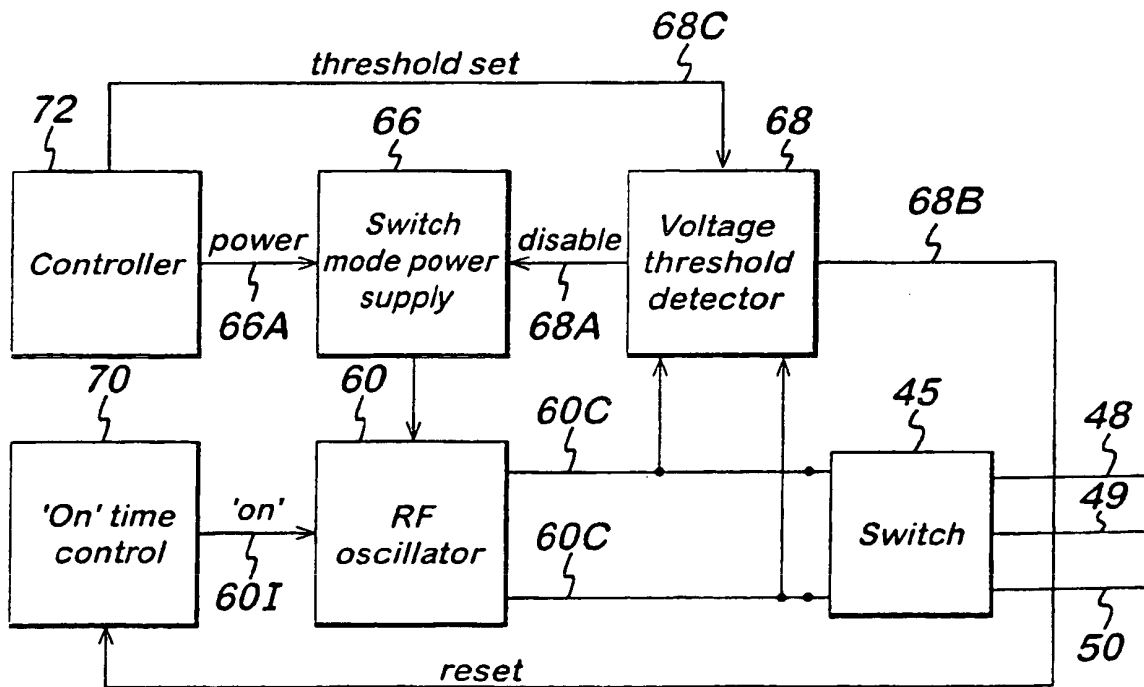 68C
threshold set
72
66
68
68B
Controller
power
66A
Switch
mode power
supply
disable
68A
Voltage
threshold
detector
70
60
60C
45
48
'On' time
control
'on'
60I
RF
oscillator
60C
Switch
49
50
reset